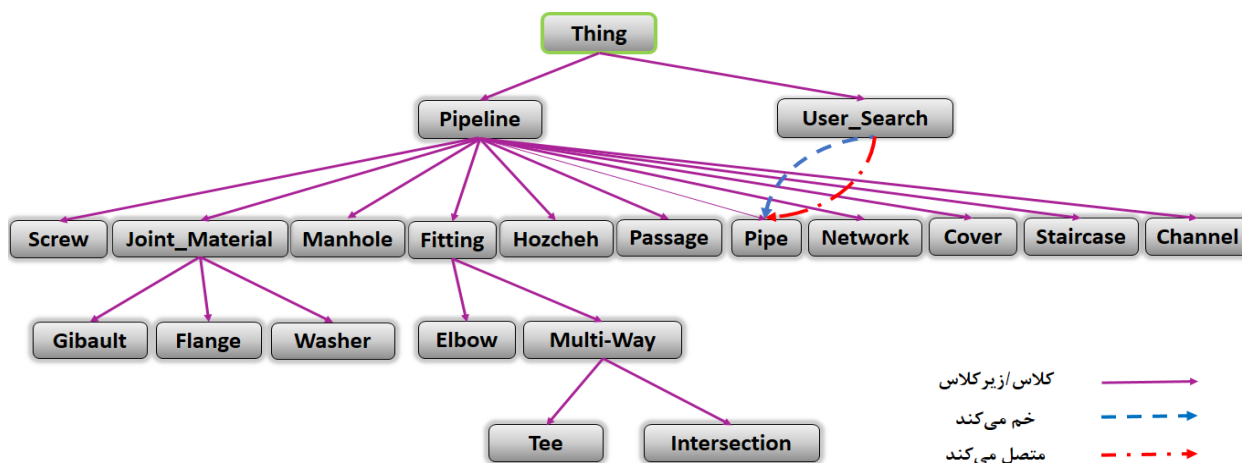 Thing
Pipeline
User_Search
Screw
Joint_Material
Manhole
Fitting
Hozcheh
Passage
Pipe
Network
Cover
Staircase
Channel
Gibault
Flange
Washer
Elbow
Multi-Way
Tee
Intersection
کلاس/زیرکلاس
خم می‌کند
متصل می‌کند